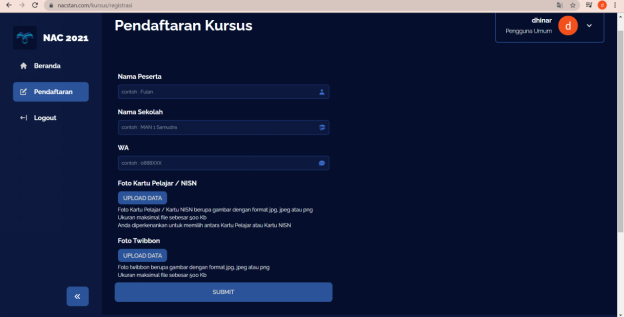 nacstan.com/kursus/registrasi
NAC 2021
Beranda
Pendaftaran
Logout
Pendaftaran Kursus
dhinar
Pengguna Umum
d
Nama Peserta
contoh : Fulan
Nama Sekolah
contoh : MAN 1 Samudra
WA
contoh : 0888XXX
Foto Kartu Pelajar / NISN
UPLOAD DATA
Foto Kartu Pelajar / Kartu NISN berupa gambar dengan format jpg, jpeg atau png
Ukuran maksimal file sebesar 500 Kb
Anda diperkenankan untuk memilih antara Kartu Pelajar atau Kartu NISN
Foto Twibbon
UPLOAD DATA
Foto twibbon berupa gambar dengan format jpg, jpeg atau png
Ukuran maksimal file sebesar 500 Kb
SUBMIT